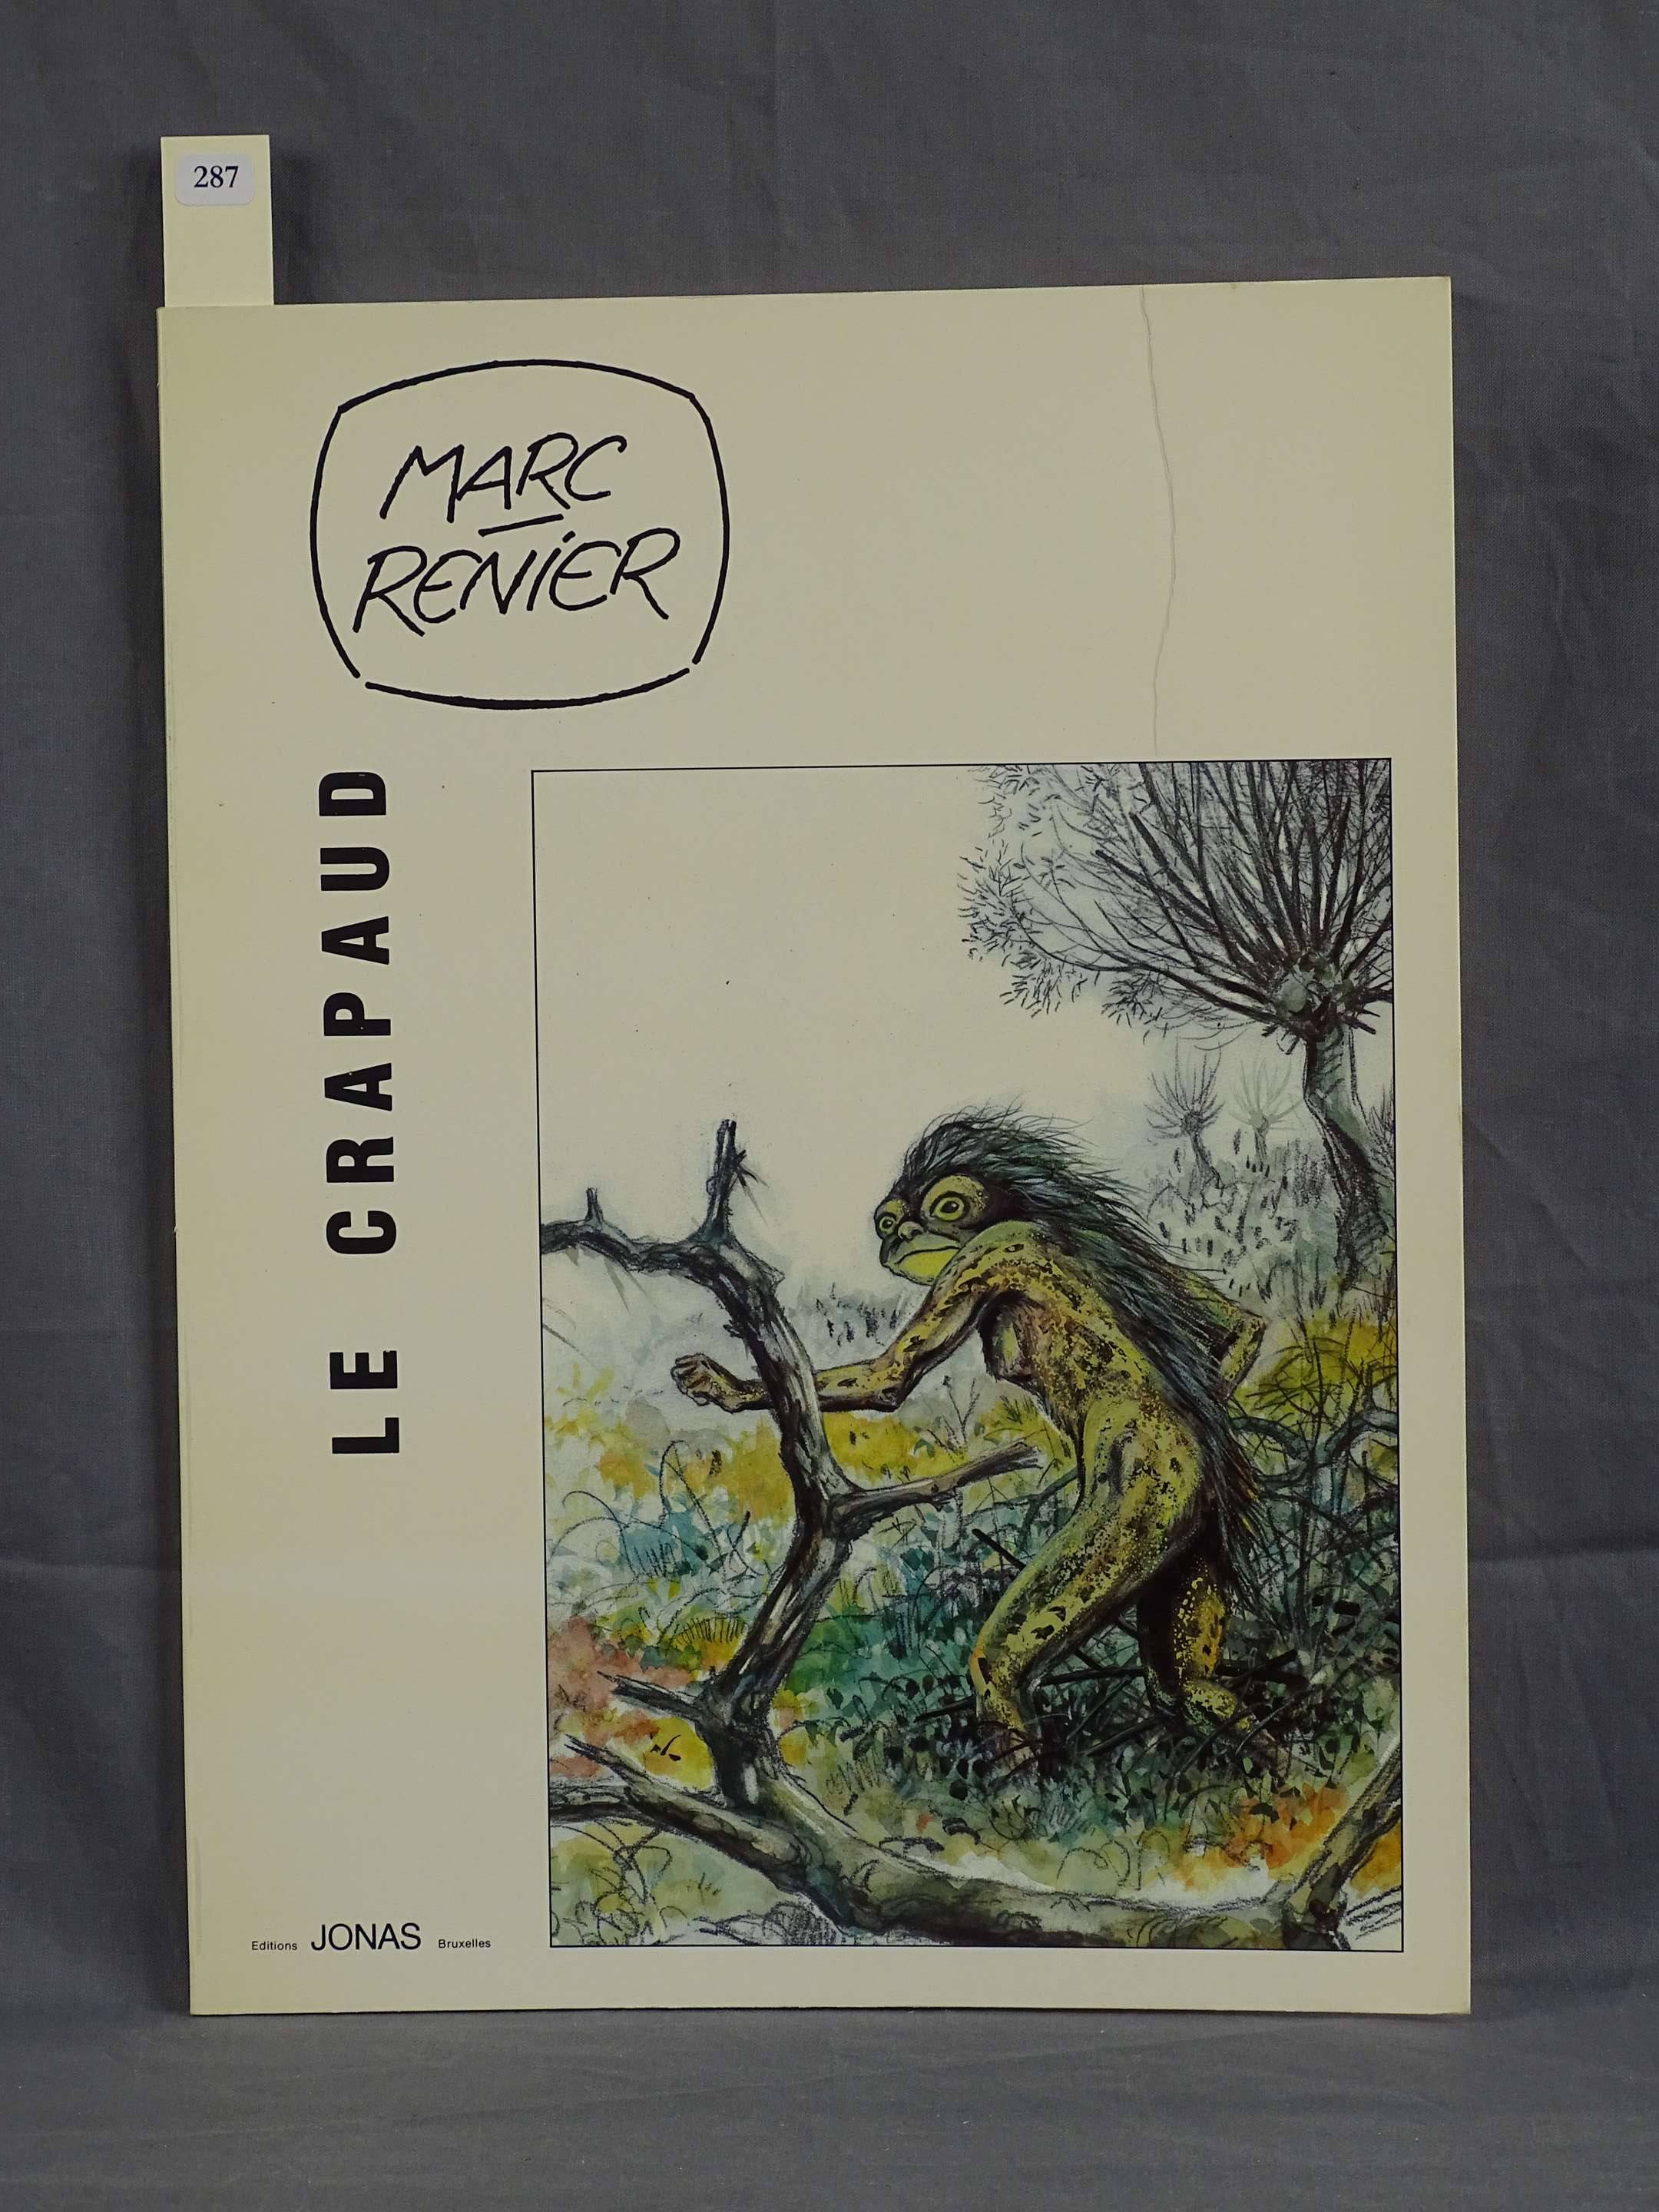 287
MARC
RENiER
LE CRAPAUD
Editions JONAS Bruxelles